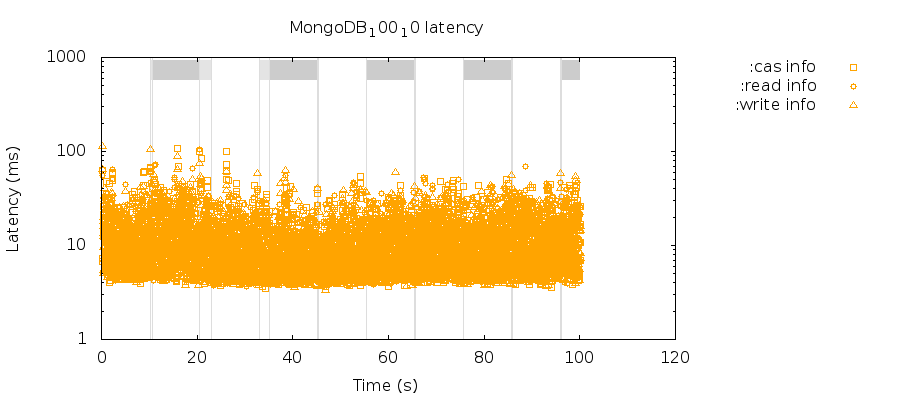 MongoDB₁00₁0 latency
1000
100
10
1
0 20 40 60 80 100 120
Latency (ms)
Time (s)
:cas info
:read info
:write info